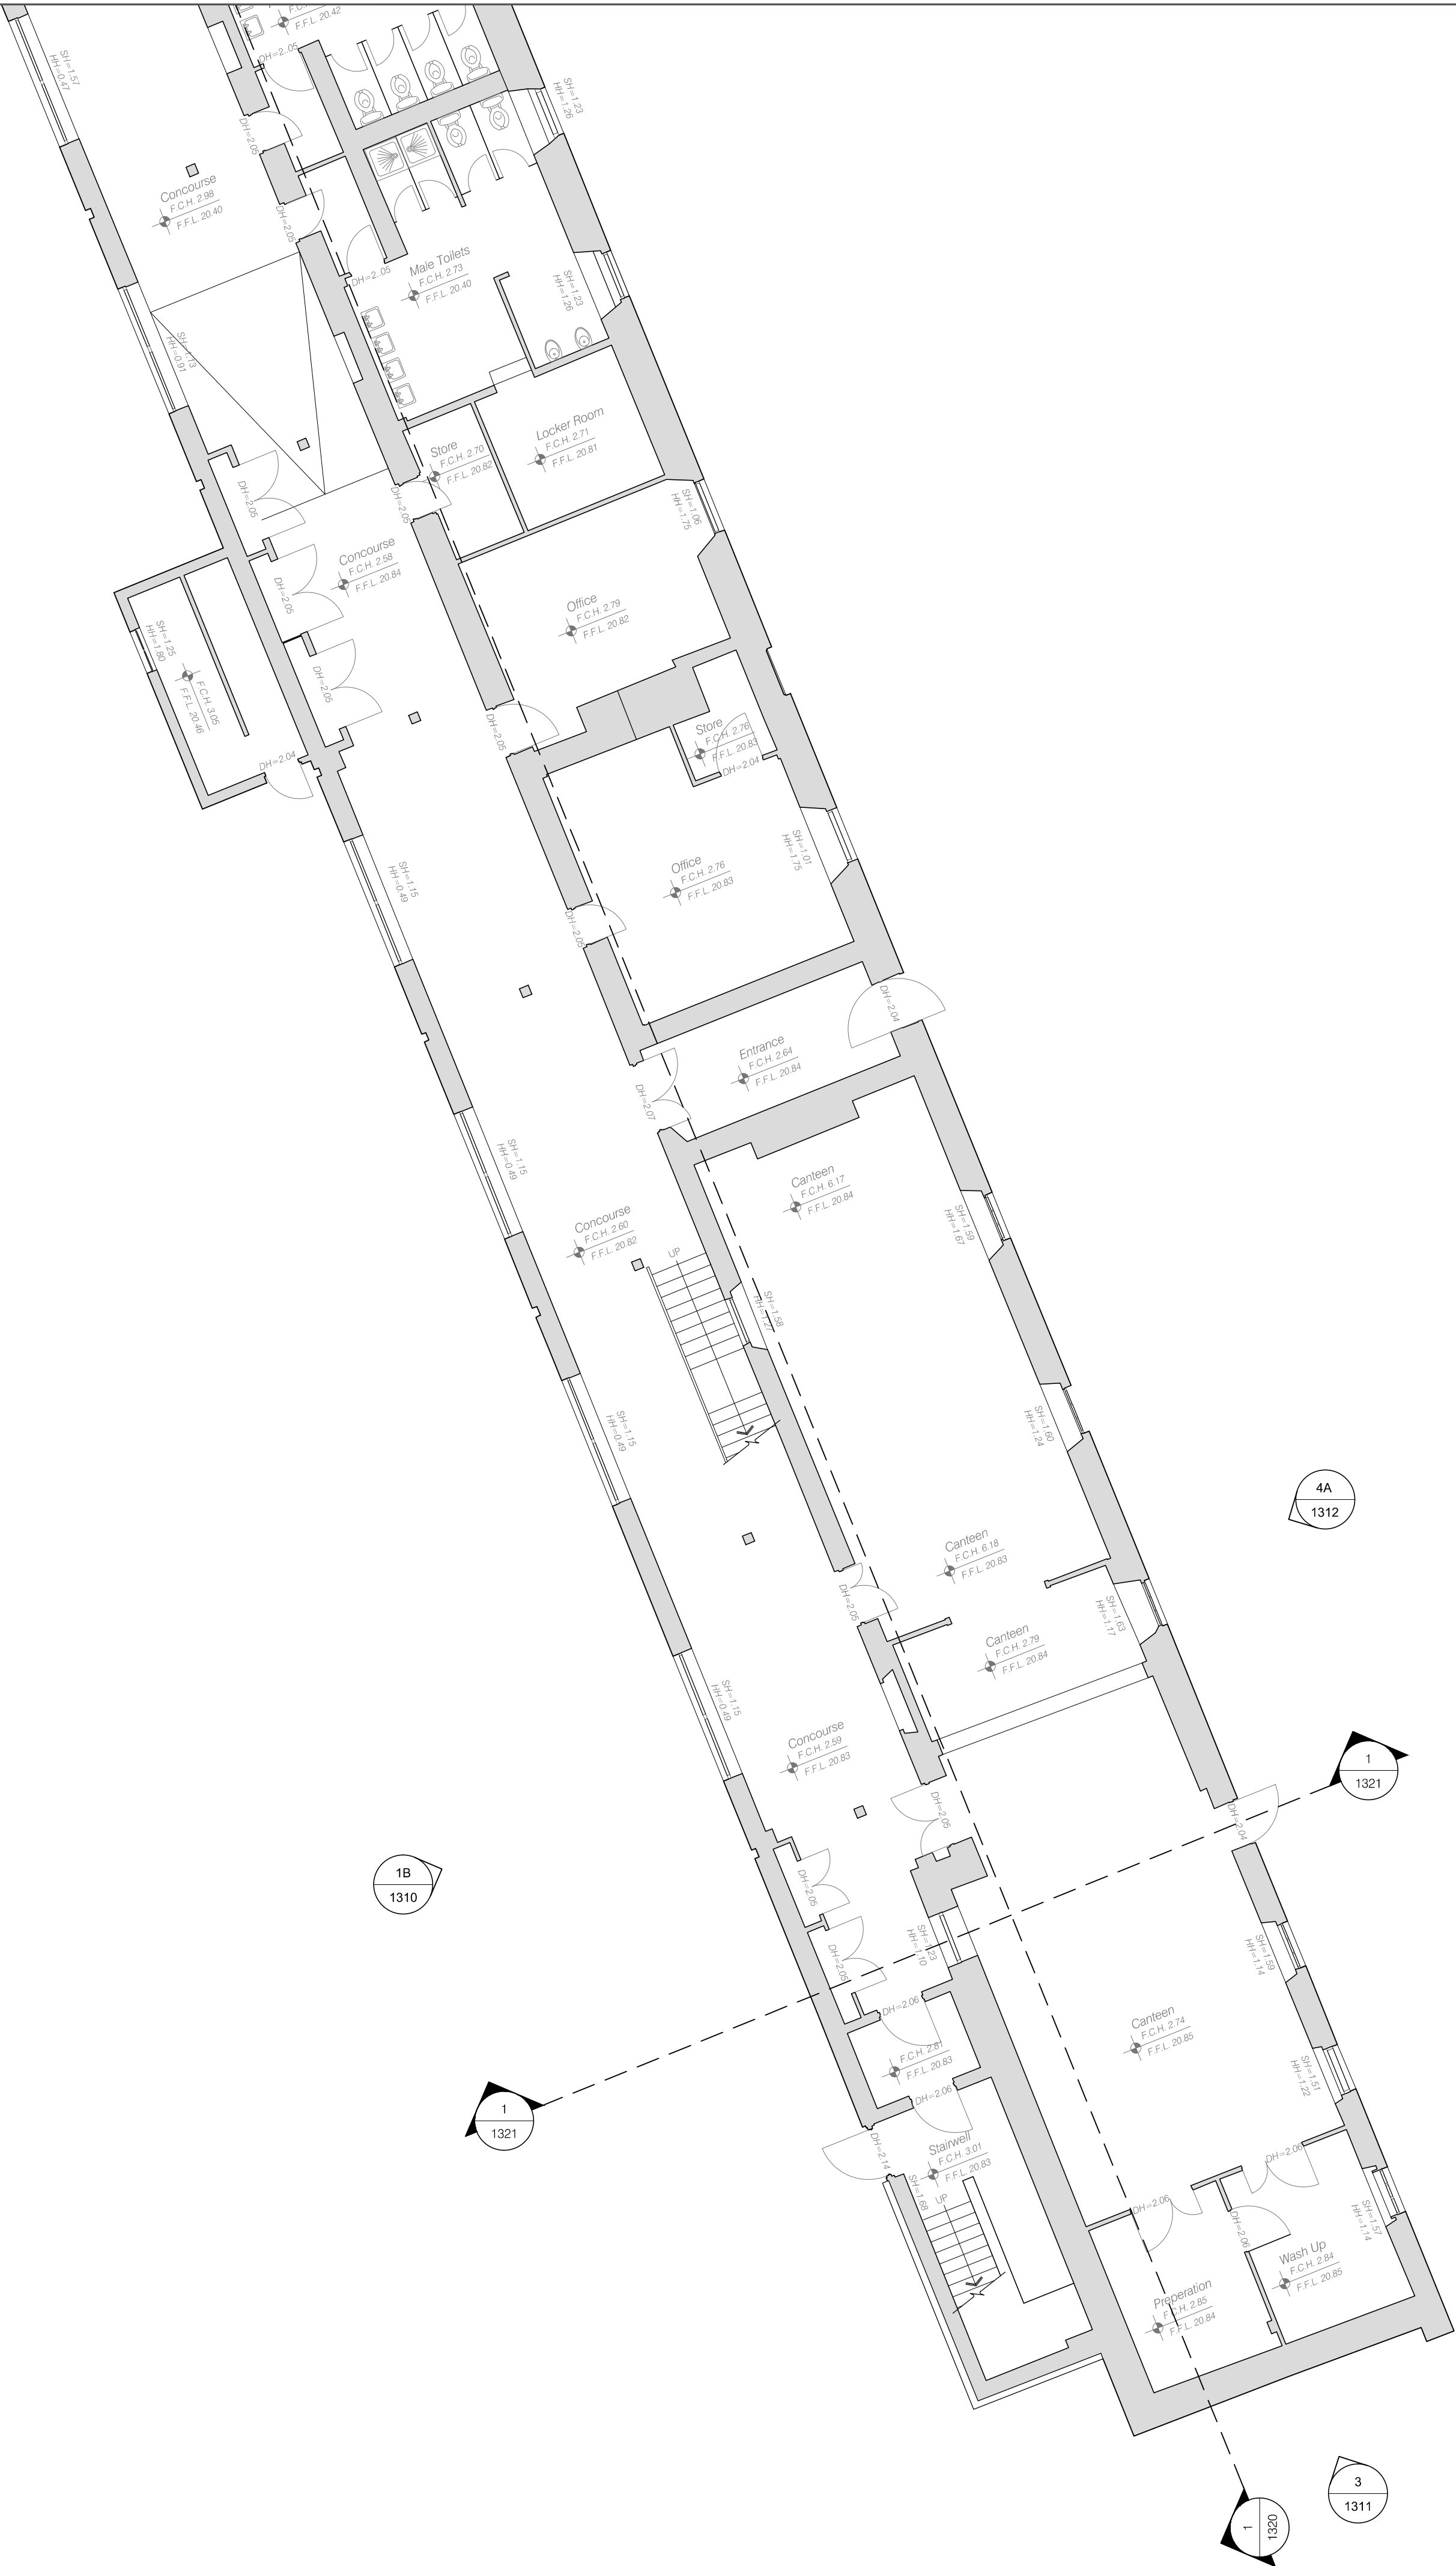 F.F.L. 20.42
SH=1.57
HH=0.47
DH=2.05
DH=2.05
SH=1.23
HH=1.26
Concourse
F.C.H. 2.98
F.F.L. 20.40
DH=2.05
DH=2.05
Male Toilets
F.C.H. 2.73
F.F.L. 20.40
SH=1.23
HH=1.26
SH=1.13
HH=0.91
Locker Room
F.C.H. 2.71
F.F.L. 20.81
Store
F.C.H. 2.70
F.F.L. 20.82
DH=2.05
DH=2.05
SH=1.06
HH=1.75
Concourse
F.C.H. 2.58
F.F.L. 20.84
DH=2.05
Office
F.C.H. 2.79
F.F.L. 20.82
SH=1.25
HH=1.80
F.C.H. 3.05
F.F.L. 20.46
DH=2.05
DH=2.05
Store
F.C.H. 2.76
F.F.L. 20.83
DH=2.04
DH=2.04
SH=1.01
HH=1.75
SH=1.15
HH=0.49
Office
F.C.H. 2.76
F.F.L. 20.83
DH=2.05
DH=2.04
Entrance
F.C.H. 2.64
F.F.L. 20.84
DH=2.07
SH=1.15
HH=0.49
Canteen
F.C.H. 6.17
F.F.L. 20.84
SH=1.59
HH=1.67
Concourse
F.C.H. 2.60
F.F.L. 20.82
UP
SH=1.58
HH=1.27
SH=1.15
HH=0.49
SH=1.60
HH=1.24
4A
1312
Canteen
F.C.H. 6.18
F.F.L. 20.83
DH=2.05
SH=1.63
HH=1.17
Canteen
F.C.H. 2.79
F.F.L. 20.84
SH=1.15
HH=0.49
Concourse
F.C.H. 2.59
F.F.L. 20.83
1
1321
DH=2.05
DH=2.04
1B
1310
DH=2.05
SH=1.23
HH=1.10
DH=2.05
SH=1.59
HH=1.14
DH=2.06
Canteen
F.C.H. 2.74
F.F.L. 20.85
F.C.H. 2.81
F.F.L. 20.83
SH=1.51
HH=1.22
DH=2.06
1
1321
DH=2.14
Stairwell
F.C.H. 3.01
F.F.L. 20.83
DH=2.06
SH=1.68
UP
DH=2.06
DH=2.06
SH=1.57
HH=1.14
Wash Up
F.C.H. 2.84
F.F.L. 20.85
Preperation
F.C.H. 2.85
F.F.L. 20.84
3
1311
1
1320